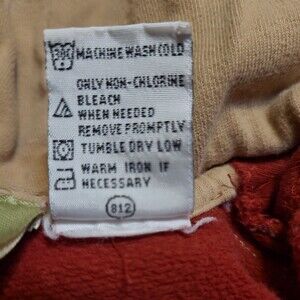 30C MACHINE WASH COLD
ONLY NON-CHLORINE
BLEACH
WHEN NEEDED
REMOVE PROMPTLY
TUMBLE DRY LOW
WARM IRON IF
NECESSARY
812